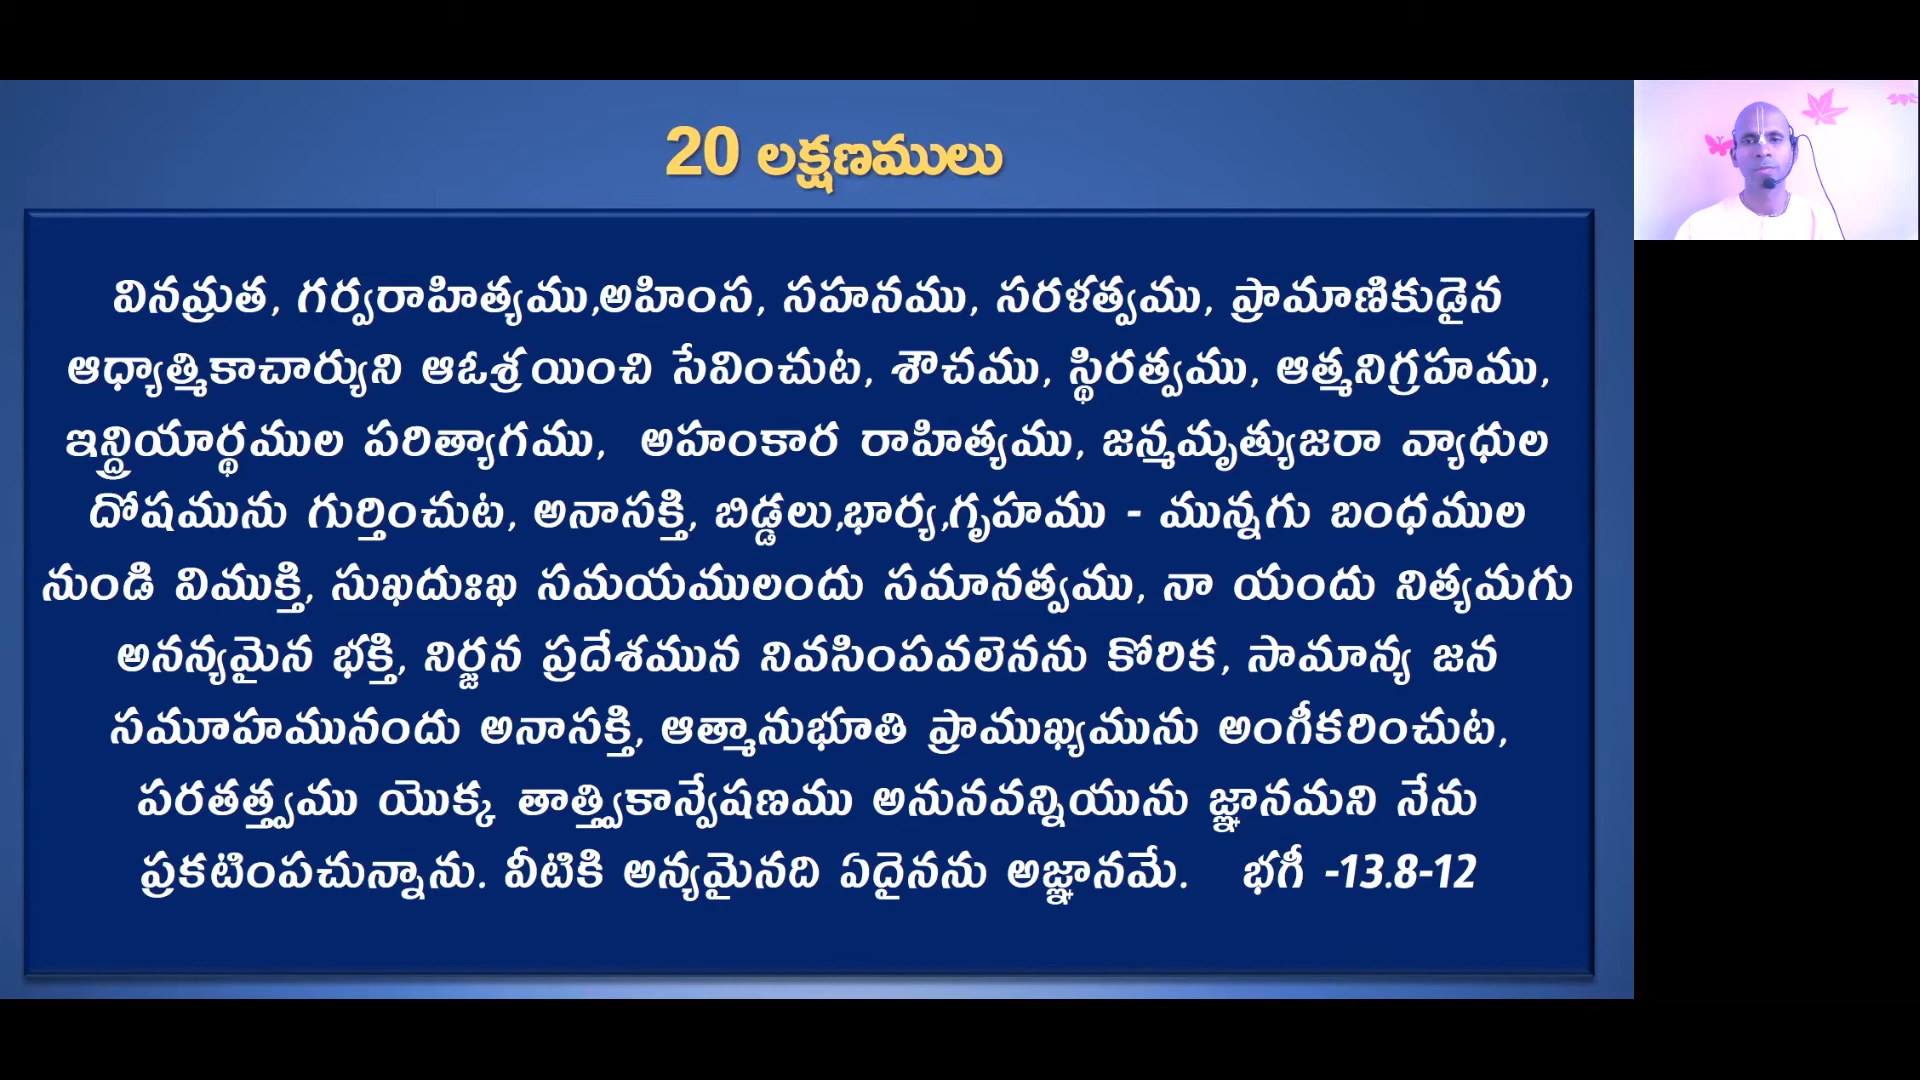 20 లక్షణములు
వినమ్రత, గర్వరాహిత్యము,అహింస, సహనము, సరళత్వము, ప్రామాణికుడైన
ఆధ్యాత్మికాచార్యుని ఆఓశ్రయించి సేవించుట, శౌచము, స్థిరత్వము, ఆత్మనిగ్రహము,
ఇన్ద్రియార్థముల పరిత్యాగము, అహంకార రాహిత్యము, జన్మమృత్యుజరా వ్యాధుల
దోషమును గుర్తించుట, అనాసక్తి, బిడ్డలు,భార్య,గృహము - మున్నగు బంధముల
నుండి విముక్తి, సుఖదుఃఖ సమయములందు సమానత్వము, నా యందు నిత్యమగు
అనన్యమైన భక్తి, నిర్జన ప్రదేశమున నివసింపవలెనను కోరిక, సామాన్య జన
సమూహమునందు అనాసక్తి, ఆత్మానుభూతి ప్రాముఖ్యమును అంగీకరించుట,
పరతత్త్వము యొక్క తాత్త్వికాన్వేషణము అనునవన్నియును జ్ఞానమని నేను
ప్రకటింపచున్నాను. వీటికి అన్యమైనది ఏదైనను అజ్ఞానమే. భగీ -13.8-12